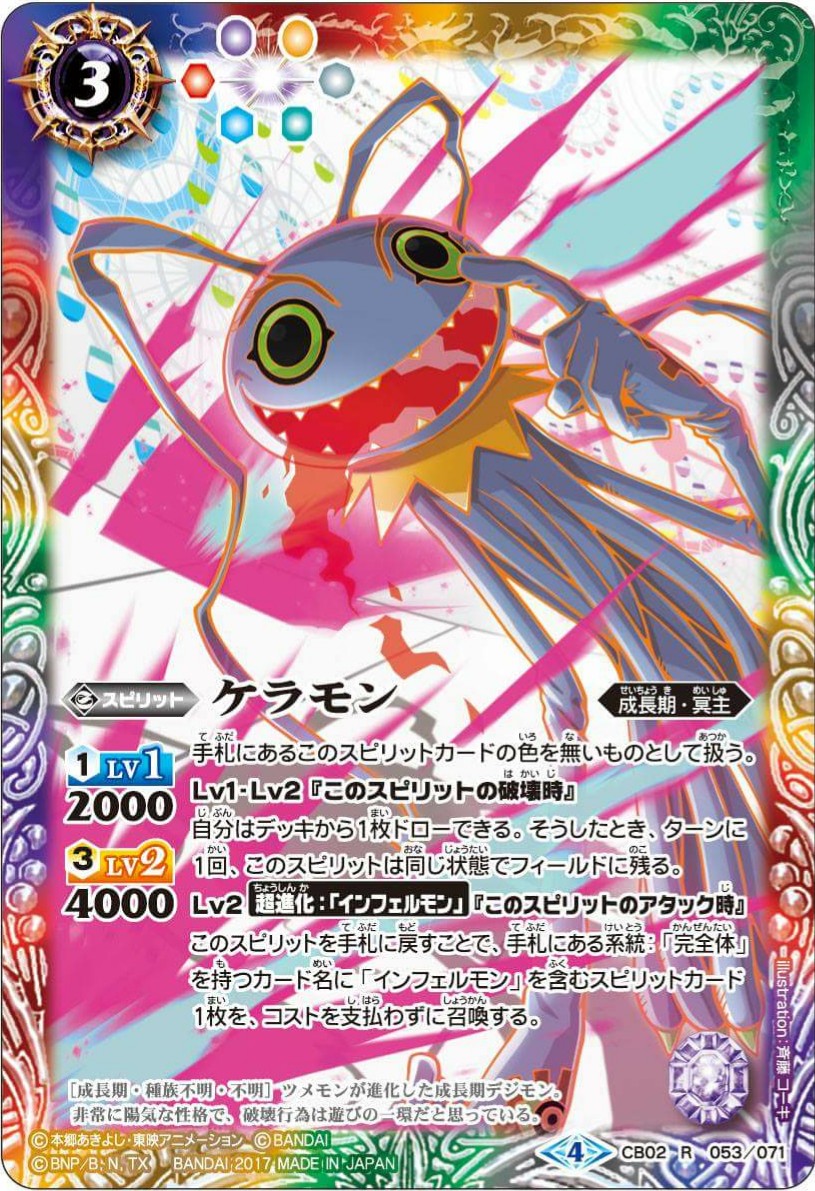 3
スピリット ケラモン 成長期・冥主
手札にあるこのスピリットカードの色を無いものとして扱う。
1 LV1
2000
Lv1・Lv2『このスピリットの破壊時』
自分はデッキから1枚ドローできる。そうしたとき、ターンに
1回、このスピリットは同じ状態でフィールドに残る。
3 LV2
4000
Lv2 超進化:「インフェルモン」『このスピリットのアタック時』
このスピリットを手札に戻すことで、手札にある系統:「完全体」
を持つカード名に「インフェルモン」を含むスピリットカード
1枚を、コストを支払わずに召喚する。
illustration:斉藤 コーキ
[成長期・種族不明・不明] ツメモンが進化した成長期デジモン。
非常に陽気な性格で、破壊行為は遊びの一環だと思っている。
©本郷あきよし・東映アニメーション ©BANDAI
©BNP/B, N, TX BANDAI 2017 MADE IN JAPAN
4 CB02 R 053/071